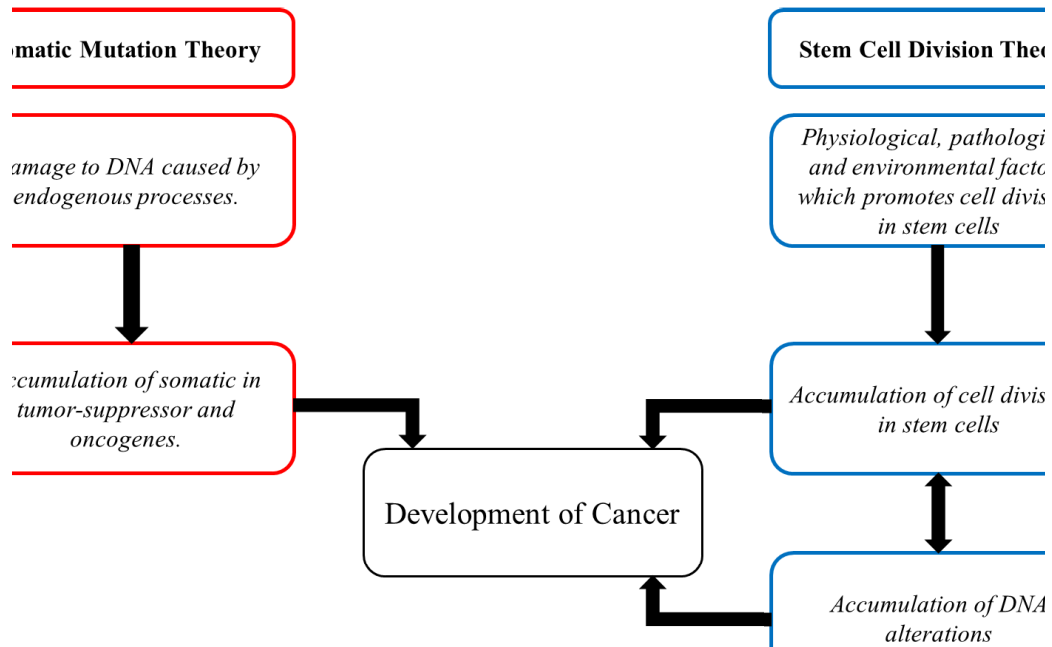 omatic Mutation Theory
amage to DNA caused by
endogenous processes.
ccumulation of somatic in
tumor-suppressor and
oncogenes.
Development of Cancer
Stem Cell Division Theo
Physiological, pathologic
and environmental facto
which promotes cell divis
in stem cells
Accumulation of cell divis
in stem cells
Accumulation of DNA
alterations